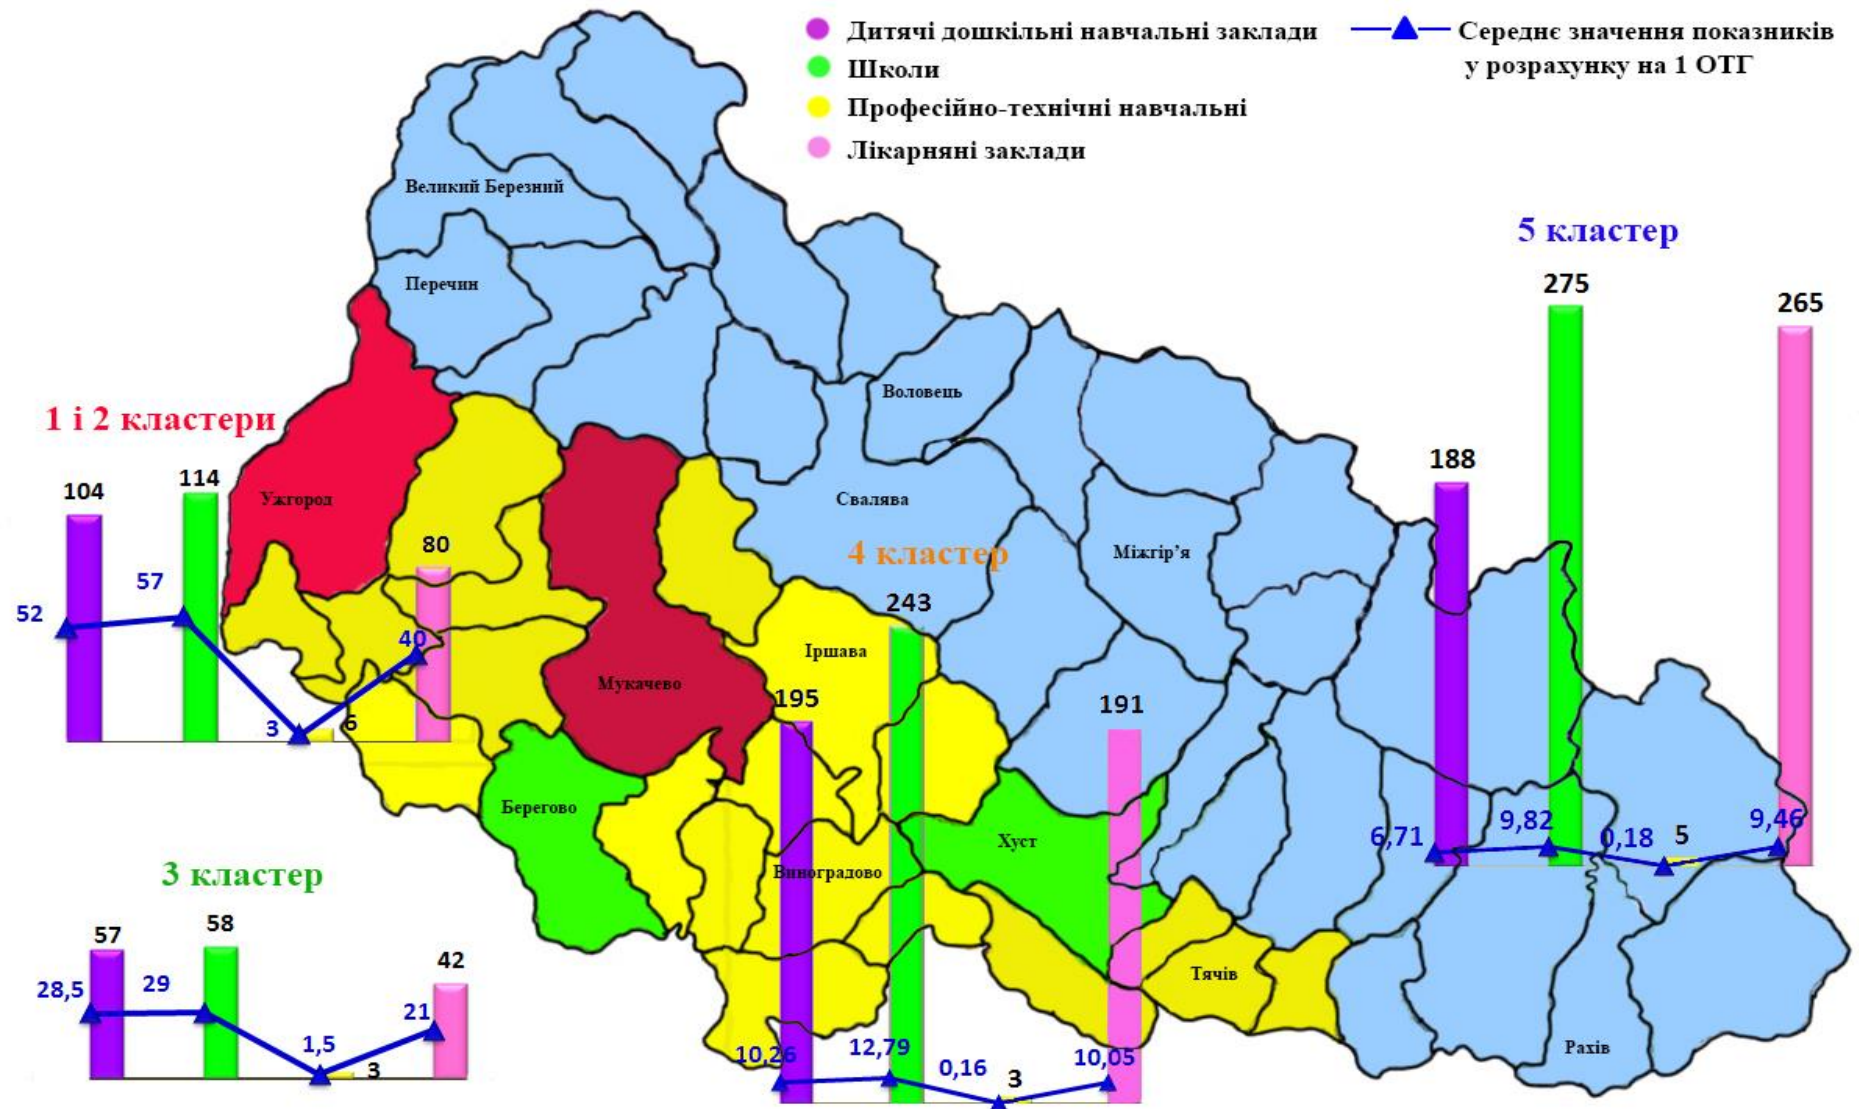 Дитячі дошкільні навчальні заклади
Школи
Професійно-технічні навчальні
Лікарняні заклади
Середнє значення показників
у розрахунку на 1 ОТГ
Великий Березний
Перечин
Воловець
Свалява
Міжгір’я
Ужгород
Мукачево
Іршава
Берегово
Виноградово
Хуст
Тячів
Рахів
1 і 2 кластери
104
114
80
52
57
40
3
6
3 кластер
57
58
42
28,5
29
21
1,5
3
4 кластер
243
195
191
10,26
12,79
0,16
3
10,05
5 кластер
275
265
188
6,71
9,82
0,18
5
9,46